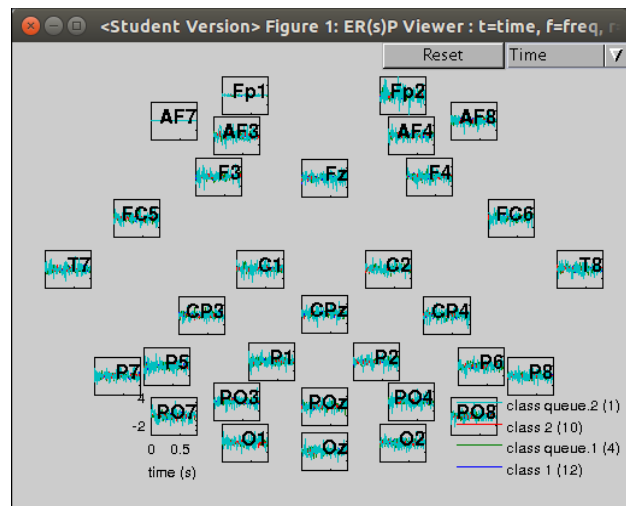 <Student Version> Figure 1: ER(s)P Viewer : t=time, f=freq, r=
Reset Time
Fp1 Fp2
AF7 AF8
AF3 AF4
F3 Fz F4
FC5 FC6
T7 C1 C2 T8
CP3 CPz CP4
P7 P5 P1 P2 P6 P8
4
PO7 PO3 POz PO4 PO8
-2
O1 Oz O2
0 0.5
time (s)
class queue.2 (1)
class 2 (10)
class queue.1 (4)
class 1 (12)